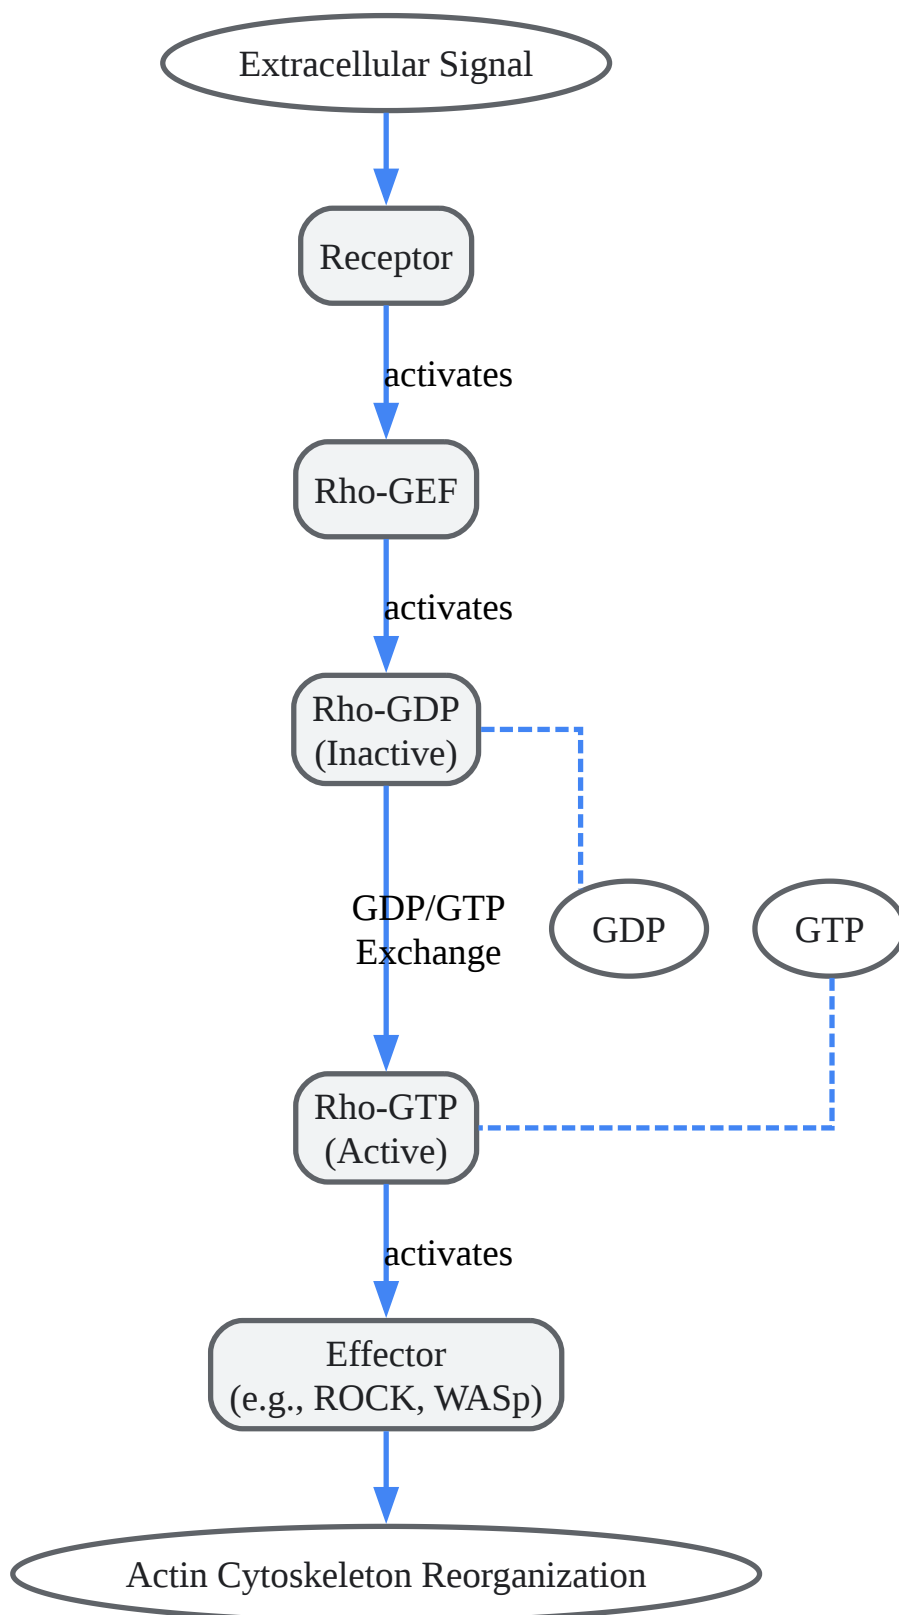 Extracellular Signal
Receptor
activates
Rho-GEF
activates
Rho-GDP
(Inactive)
GDP/GTP
Exchange
GDP
GTP
Rho-GTP
(Active)
activates
Effector
(e.g., ROCK, WASp)
Actin Cytoskeleton Reorganization